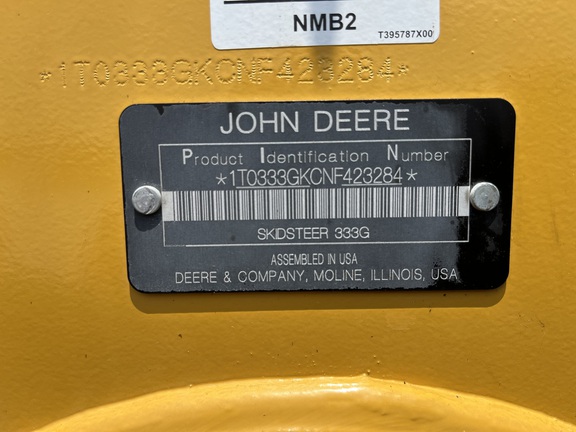 NMB2
T395787X00
*1T0333GKCNF423284*
JOHN DEERE
Product Identification Number
*1T0333GKCNF423284*
SKIDSTEER 333G
ASSEMBLED IN USA
DEERE & COMPANY, MOLINE, ILLINOIS, USA